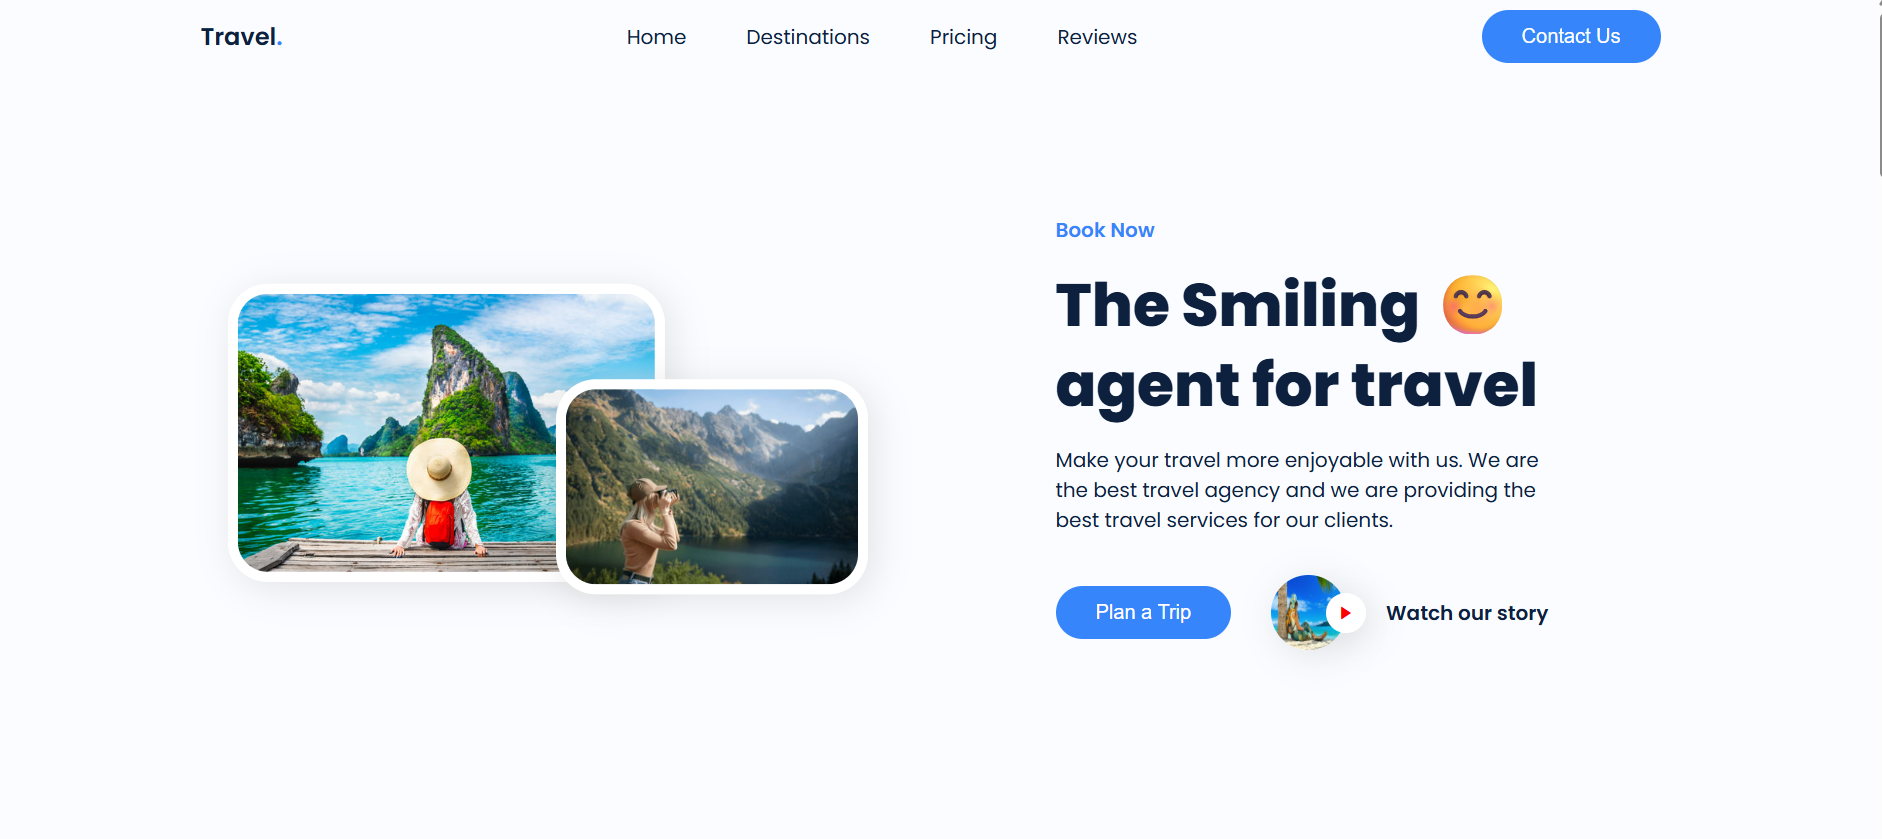 Travel.
Home
Destinations
Pricing
Reviews
Contact Us
Book Now
The Smiling 😊
agent for travel
Make your travel more enjoyable with us. We are
the best travel agency and we are providing the
best travel services for our clients.
Plan a Trip
Watch our story